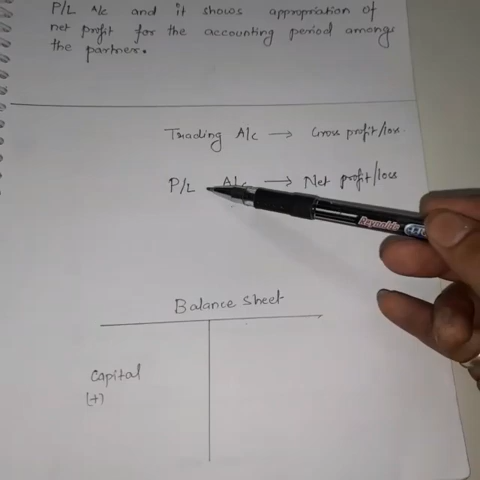 P/L A/c and it shows appropriation of
net profit for the accounting period amongs
the partner.
Trading A/c → Gross profit/loss.
P/L A/c → Net profit/loss
Reynolds
Balance sheet
Capital
(+)